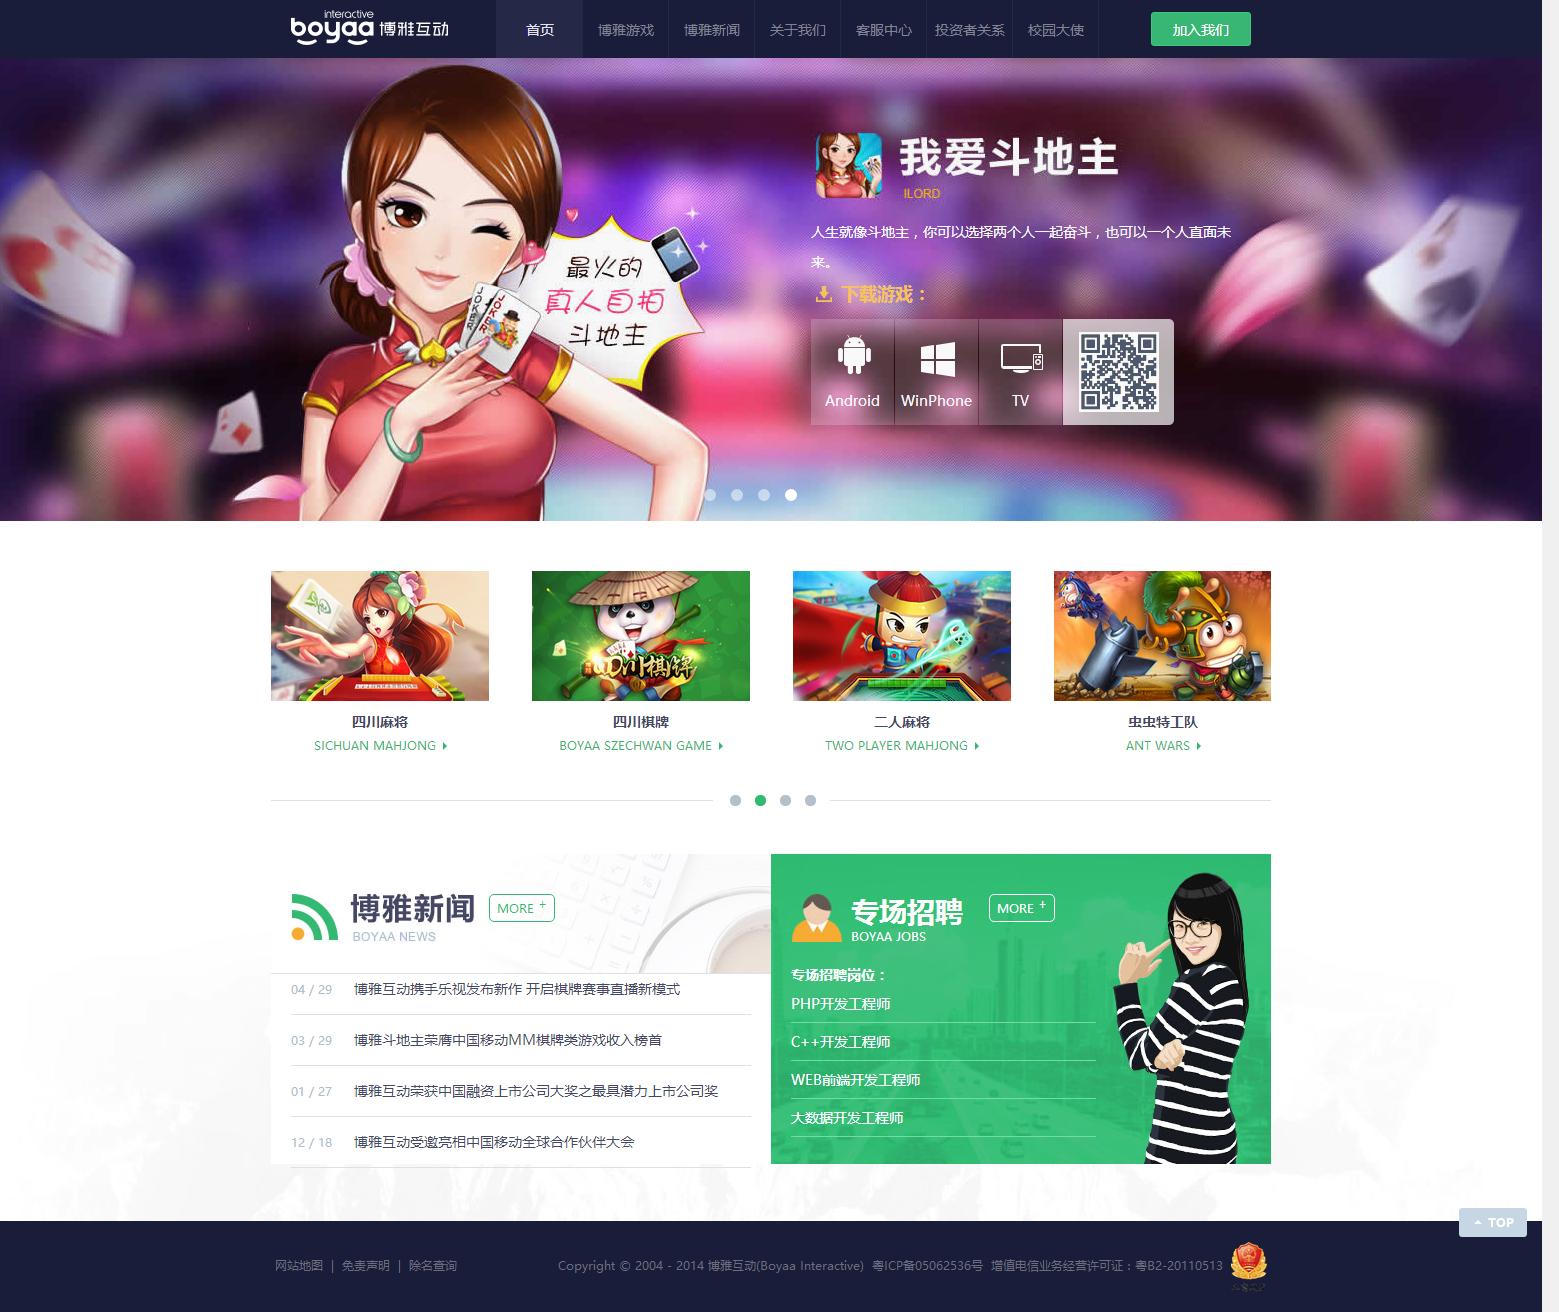 interactive
boyaa 博雅互动
首页
博雅游戏
博雅新闻
关于我们
客服中心
投资者关系
校园大使
加入我们
我爱斗地主
ILORD
人生就像斗地主，你可以选择两个人一起奋斗，也可以一个人直面未
来。
下载游戏：
Android
WinPhone
TV
最火的
真人自拍
斗地主
JOKER
JOKER
四川棋牌
四川麻将
SICHUAN MAHJONG
四川棋牌
BOYAA SZECHWAN GAME
二人麻将
TWO PLAYER MAHJONG
虫虫特工队
ANT WARS
博雅新闻
MORE +
BOYAA NEWS
04 / 29 博雅互动携手乐视发布新作 开启棋牌赛事直播新模式
03 / 29 博雅斗地主荣膺中国移动MM棋牌类游戏收入榜首
01 / 27 博雅互动荣获中国融资上市公司大奖之最具潜力上市公司奖
12 / 18 博雅互动受邀亮相中国移动全球合作伙伴大会
专场招聘
MORE +
BOYAA JOBS
专场招聘岗位：
PHP开发工程师
C++开发工程师
WEB前端开发工程师
大数据开发工程师
TOP
网站地图 | 免责声明 | 除名查询
Copyright © 2004 - 2014 博雅互动(Boyaa Interactive) 粤ICP备05062536号 增值电信业务经营许可证：粤B2-20110513